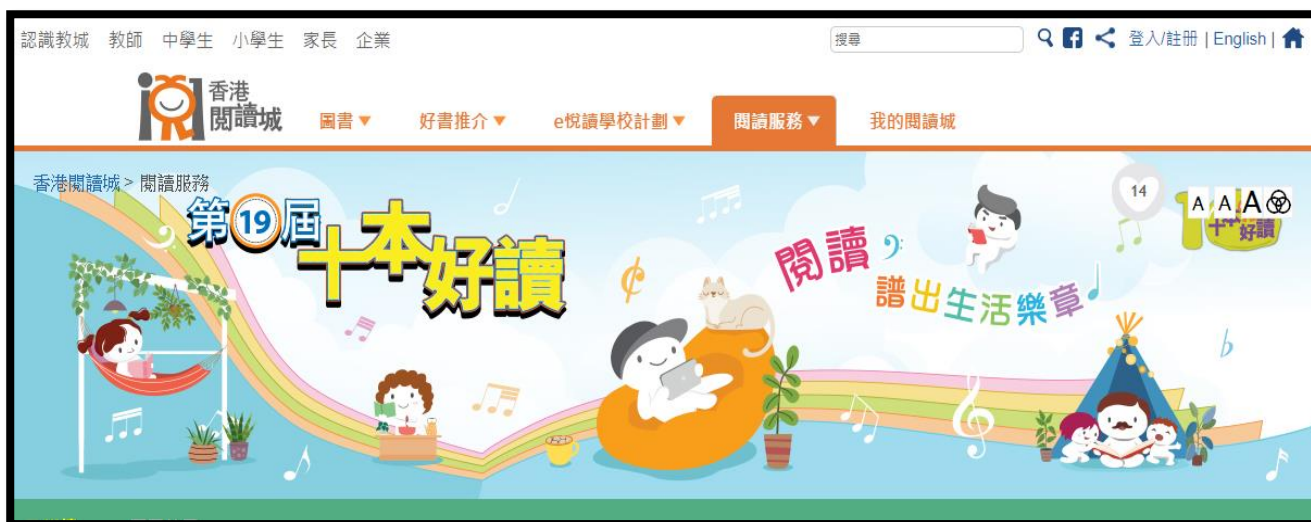 認識教城 教師 中學生 小學生 家長 企業
搜尋
登入/註册 | English |
香港
閱讀城
圖書▼ 好書推介▼ e悅讀學校計劃▼ 閱讀服務▼ 我的閱讀城
香港閱讀城 > 閱讀服務
第19屆
十本好讀
閱讀
譜出生活樂章
14
A A A
十本好讀